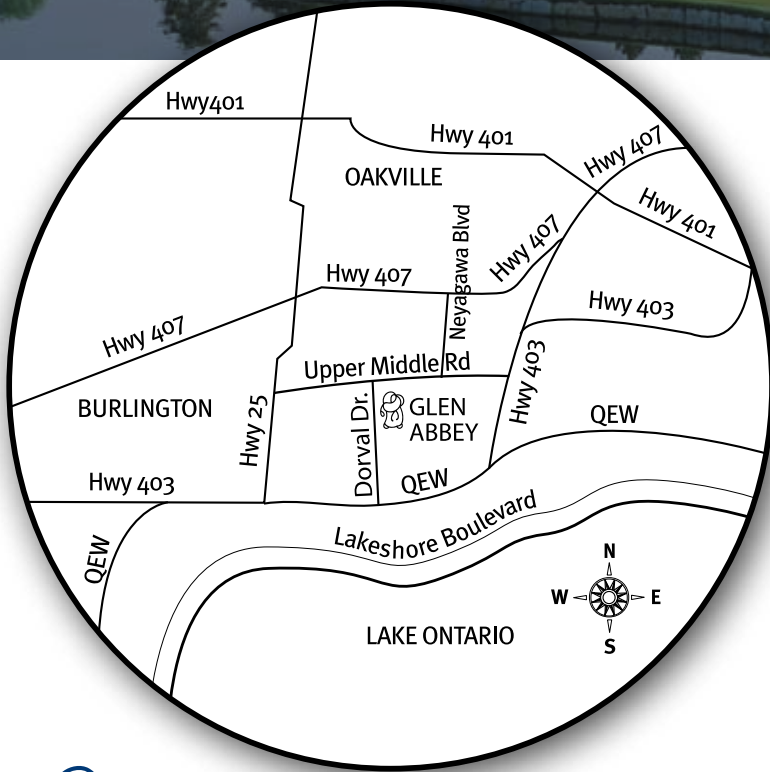 Hwy401
Hwy 401
Hwy 407
OAKVILLE
Hwy 401
Neyagawa Blvd
Hwy 407
Hwy 407
Hwy 403
Hwy 407
Upper Middle Rd
Hwy 403
BURLINGTON
Hwy 25
Dorval Dr.
GLEN
ABBEY
QEW
Hwy 403
QEW
Lakeshore Boulevard
QEW
N
W
E
S
LAKE ONTARIO